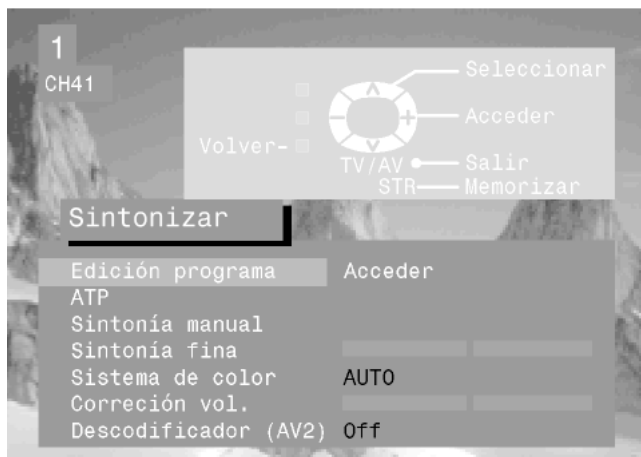 1
CH41
Seleccionar
Acceder
Volver-
TV/AV Salir
STR Memorizar
Sintonizar
Edición programa Acceder
ATP
Sintonía manual
Sintonía fina
Sistema de color AUTO
Correción vol.
Descodificador (AV2) Off